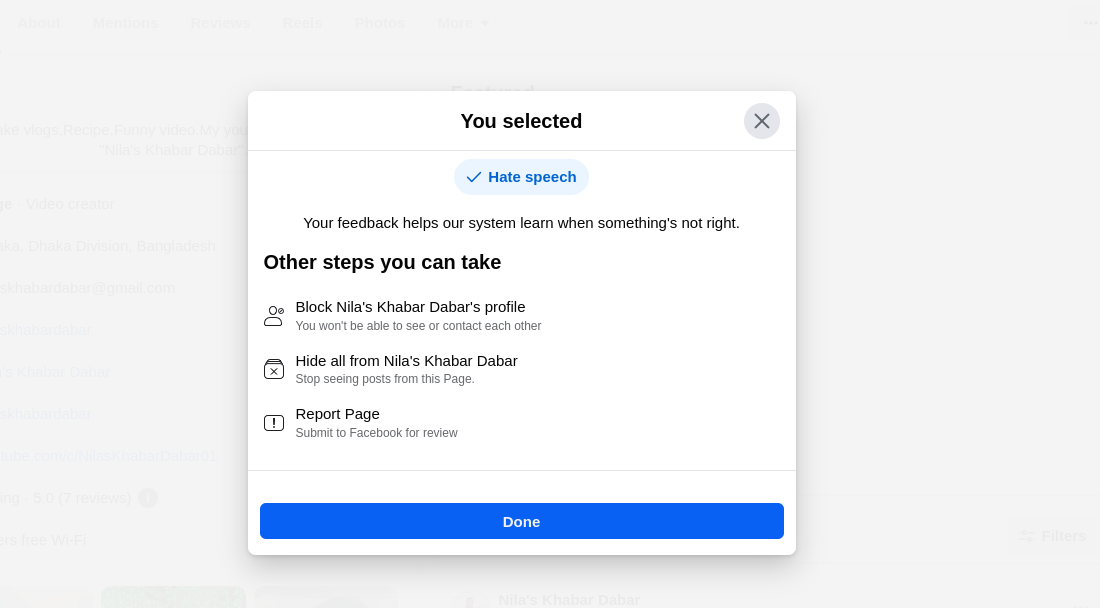 About Mentions Reviews Reels Photos More
Featured
ake vlogs,Recipe,Funny video.My you
"Nila's Khabar Dabar"
ge · Video creator
aka, Dhaka Division, Bangladesh
skhabardabar@gmail.com
skhabardabar
a's Khabar Dabar
skhabardabar
5.0 (7 reviews)
ers free Wi-Fi
You selected
Hate speech
Your feedback helps our system learn when something's not right.
Other steps you can take
Block Nila's Khabar Dabar's profile
You won't be able to see or contact each other
Hide all from Nila's Khabar Dabar
Stop seeing posts from this Page.
Report Page
Submit to Facebook for review
Done
Filters
Nila's Khabar Dabar